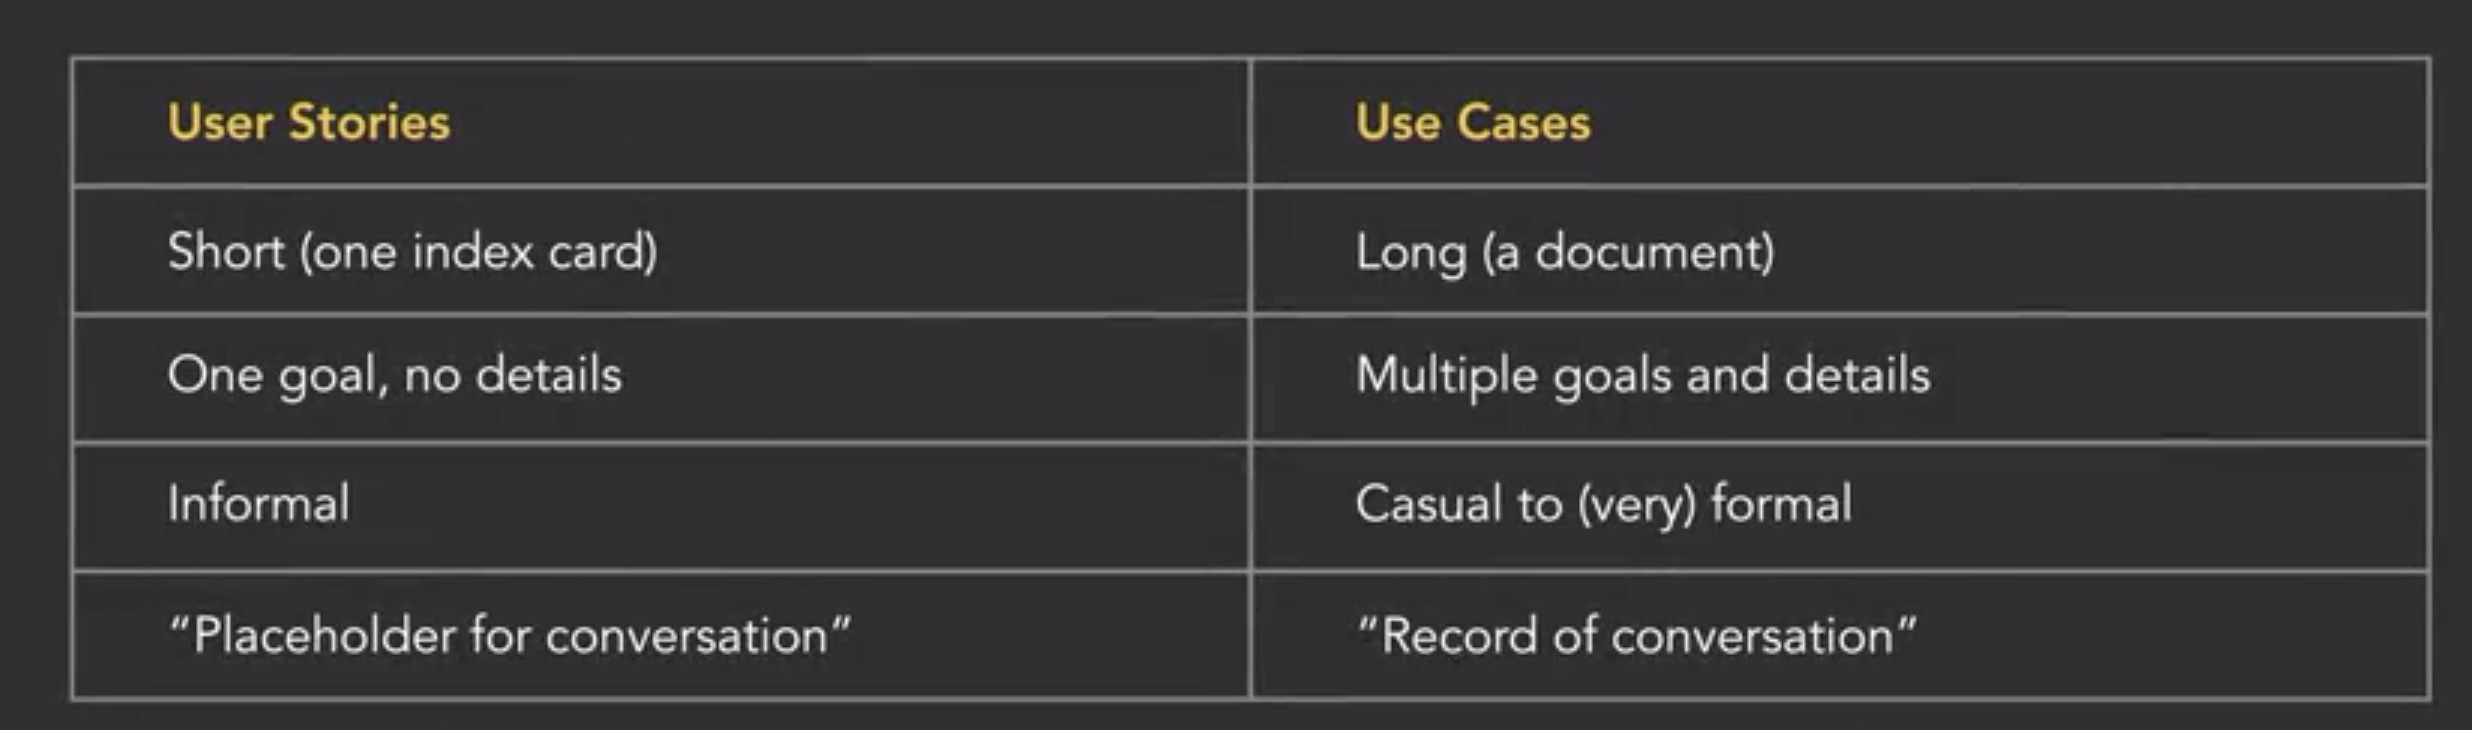 User Stories
Use Cases
Short (one index card)
Long (a document)
One goal, no details
Multiple goals and details
Informal
Casual to (very) formal
“Placeholder for conversation”
“Record of conversation”